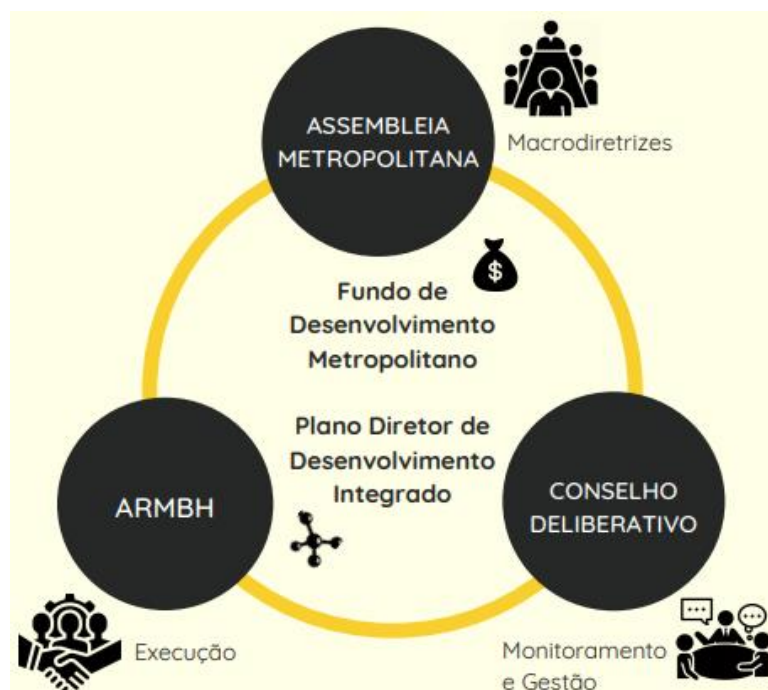 ASSEMBLEIA
METROPOLITANA
Macrodiretrizes
$
Fundo de
Desenvolvimento
Metropolitano
Plano Diretor de
Desenvolvimento
Integrado
ARMBH
Execução
CONSELHO
DELIBERATIVO
Monitoramento
e Gestão